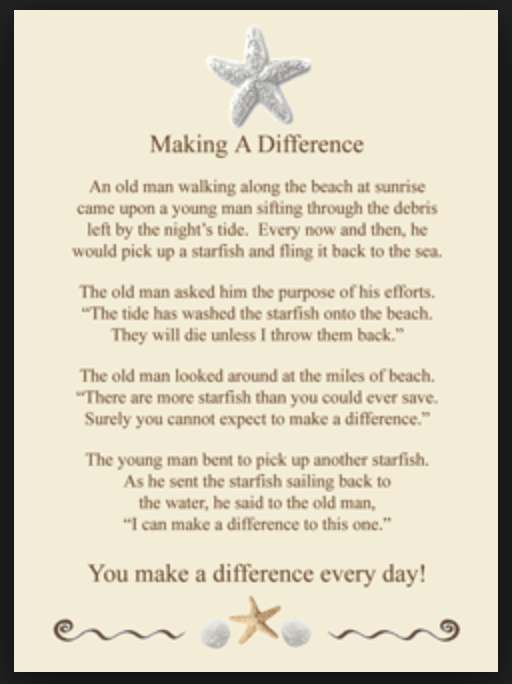 Making A Difference
An old man walking along the beach at sunrise
came upon a young man sifting through the debris
left by the night's tide.  Every now and then, he
would pick up a starfish and fling it back to the sea.
The old man asked him the purpose of his efforts.
“The tide has washed the starfish onto the beach.
They will die unless I throw them back.”
The old man looked around at the miles of beach.
“There are more starfish than you could ever save.
Surely you cannot expect to make a difference.”
The young man bent to pick up another starfish.
As he sent the starfish sailing back to
the water, he said to the old man,
“I can make a difference to this one.”
You make a difference every day!